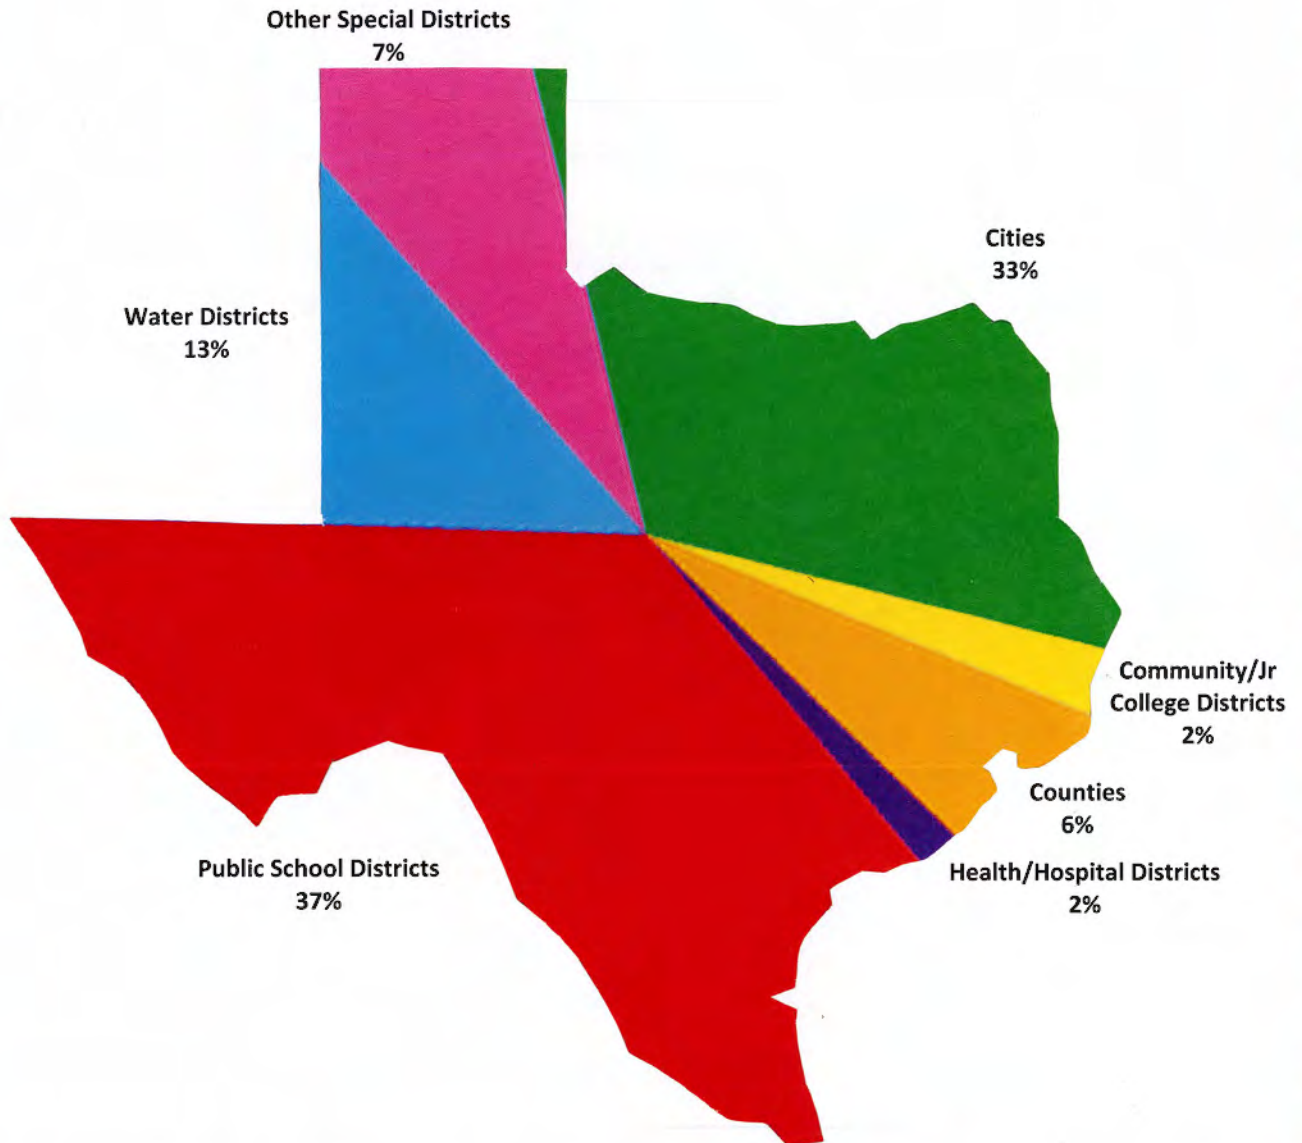 Other Special Districts
7%
Cities
33%
Water Districts
13%
Community/Jr
College Districts
2%
Counties
6%
Public School Districts
37%
Health/Hospital Districts
2%